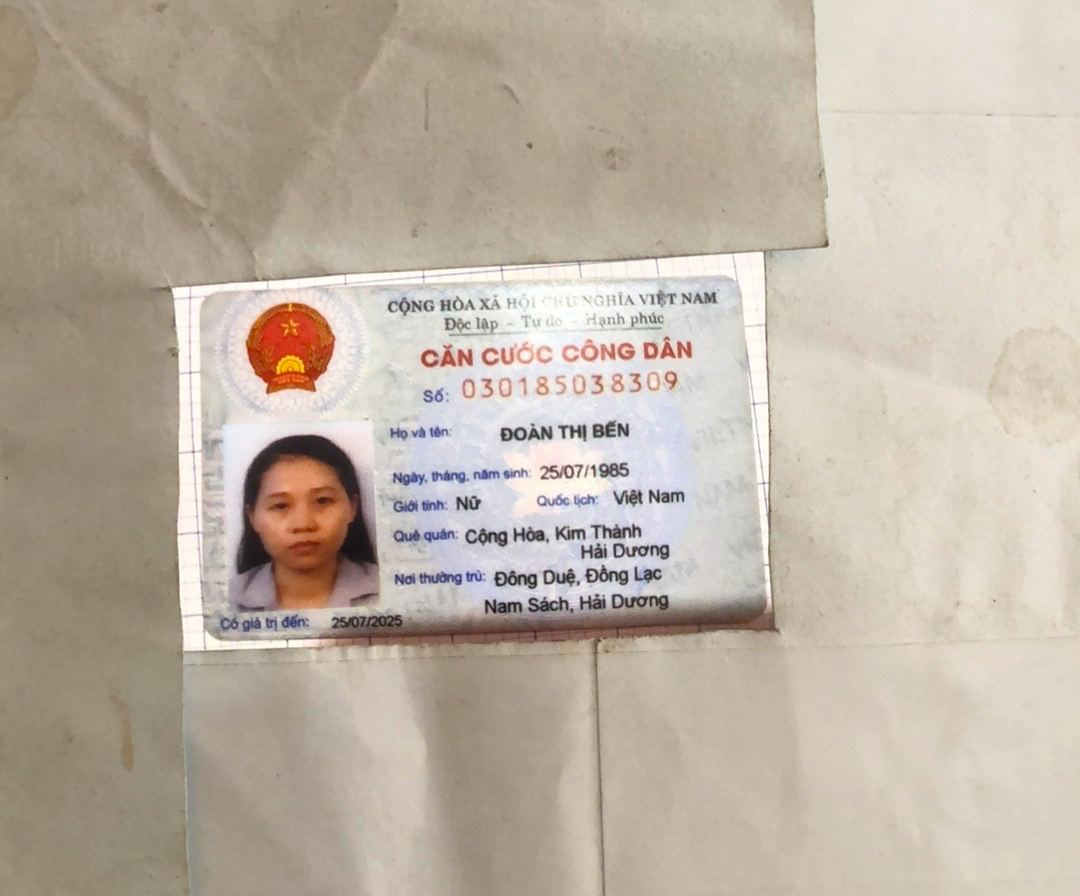 CỘNG HÒA XÃ HỘI CHỦ NGHĨA VIỆT NAM
Độc lập - Tự do - Hạnh phúc
CĂN CƯỚC CÔNG DÂN
Số: 030185038309
Họ và tên: ĐOÀN THỊ BẾN
Ngày, tháng, năm sinh: 25/07/1985
Giới tính: Nữ Quốc tịch: Việt Nam
Quê quán: Cộng Hòa, Kim Thành
Hải Dương
Nơi thường trú: Đông Duệ, Đồng Lạc
Nam Sách, Hải Dương
Có giá trị đến: 25/07/2025